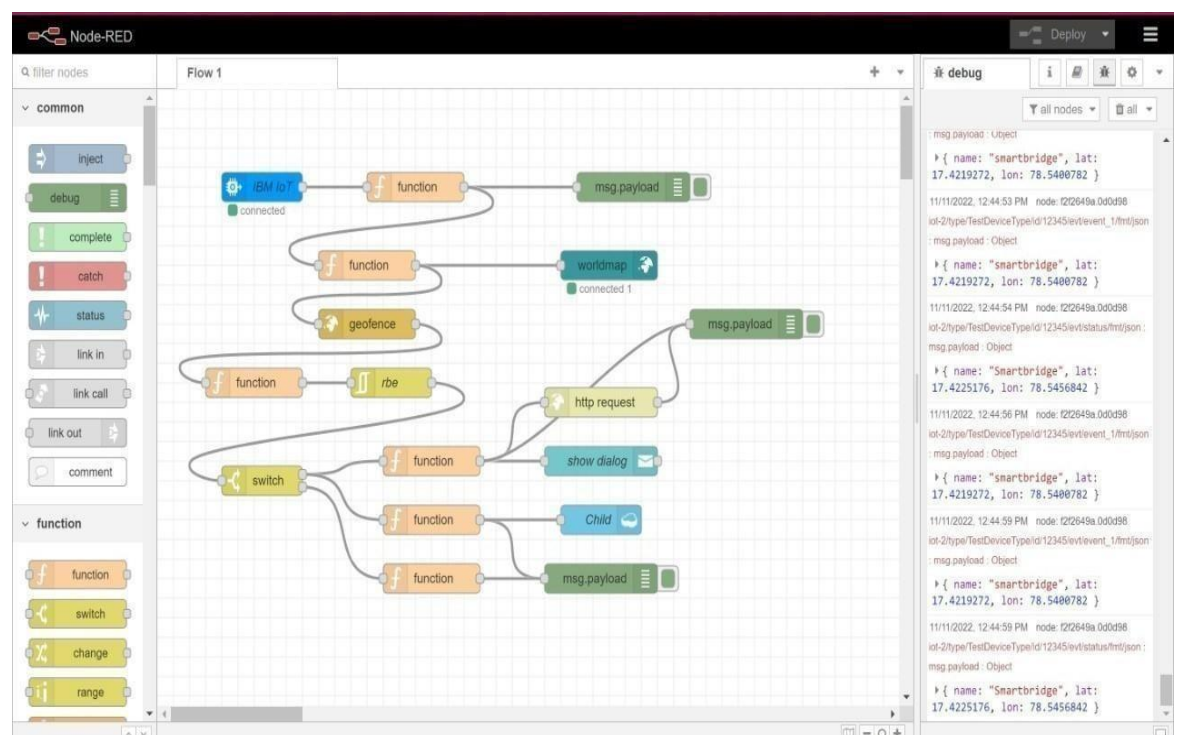 Node-RED
Deploy
filter nodes
Flow 1
debug
i
all nodes
all
common
inject
debug
complete
catch
status
link in
link call
link out
comment
function
function
switch
change
range
IBM IoT
connected
function
msg.payload
function
worldmap
connected 1
geofence
msg.payload
function
rbe
http request
function
show dialog
switch
function
Child
function
msg.payload
: msg.payload : Object
{ name: "smartbridge", lat:
17.4219272, lon: 78.5400782 }
11/11/2022, 12:44:53 PM node: f2f2649a.0d0d98
iot-2/type/TestDeviceType/id/12345/evt/event_1/fmt/json
: msg.payload : Object
{ name: "smartbridge", lat:
17.4219272, lon: 78.5400782 }
11/11/2022, 12:44:54 PM node: f2f2649a.0d0d98
iot-2/type/TestDeviceType/id/12345/evt/status/fmt/json :
msg.payload : Object
{ name: "Smartbridge", lat:
17.4225176, lon: 78.5456842 }
11/11/2022, 12:44:56 PM node: f2f2649a.0d0d98
iot-2/type/TestDeviceType/id/12345/evt/event_1/fmt/json
: msg.payload : Object
{ name: "smartbridge", lat:
17.4219272, lon: 78.5400782 }
11/11/2022, 12:44:59 PM node: f2f2649a.0d0d98
iot-2/type/TestDeviceType/id/12345/evt/event_1/fmt/json
: msg.payload : Object
{ name: "smartbridge", lat:
17.4219272, lon: 78.5400782 }
11/11/2022, 12:44:59 PM node: f2f2649a.0d0d98
iot-2/type/TestDeviceType/id/12345/evt/status/fmt/json :
msg.payload : Object
{ name: "Smartbridge", lat:
17.4225176, lon: 78.5456842 }